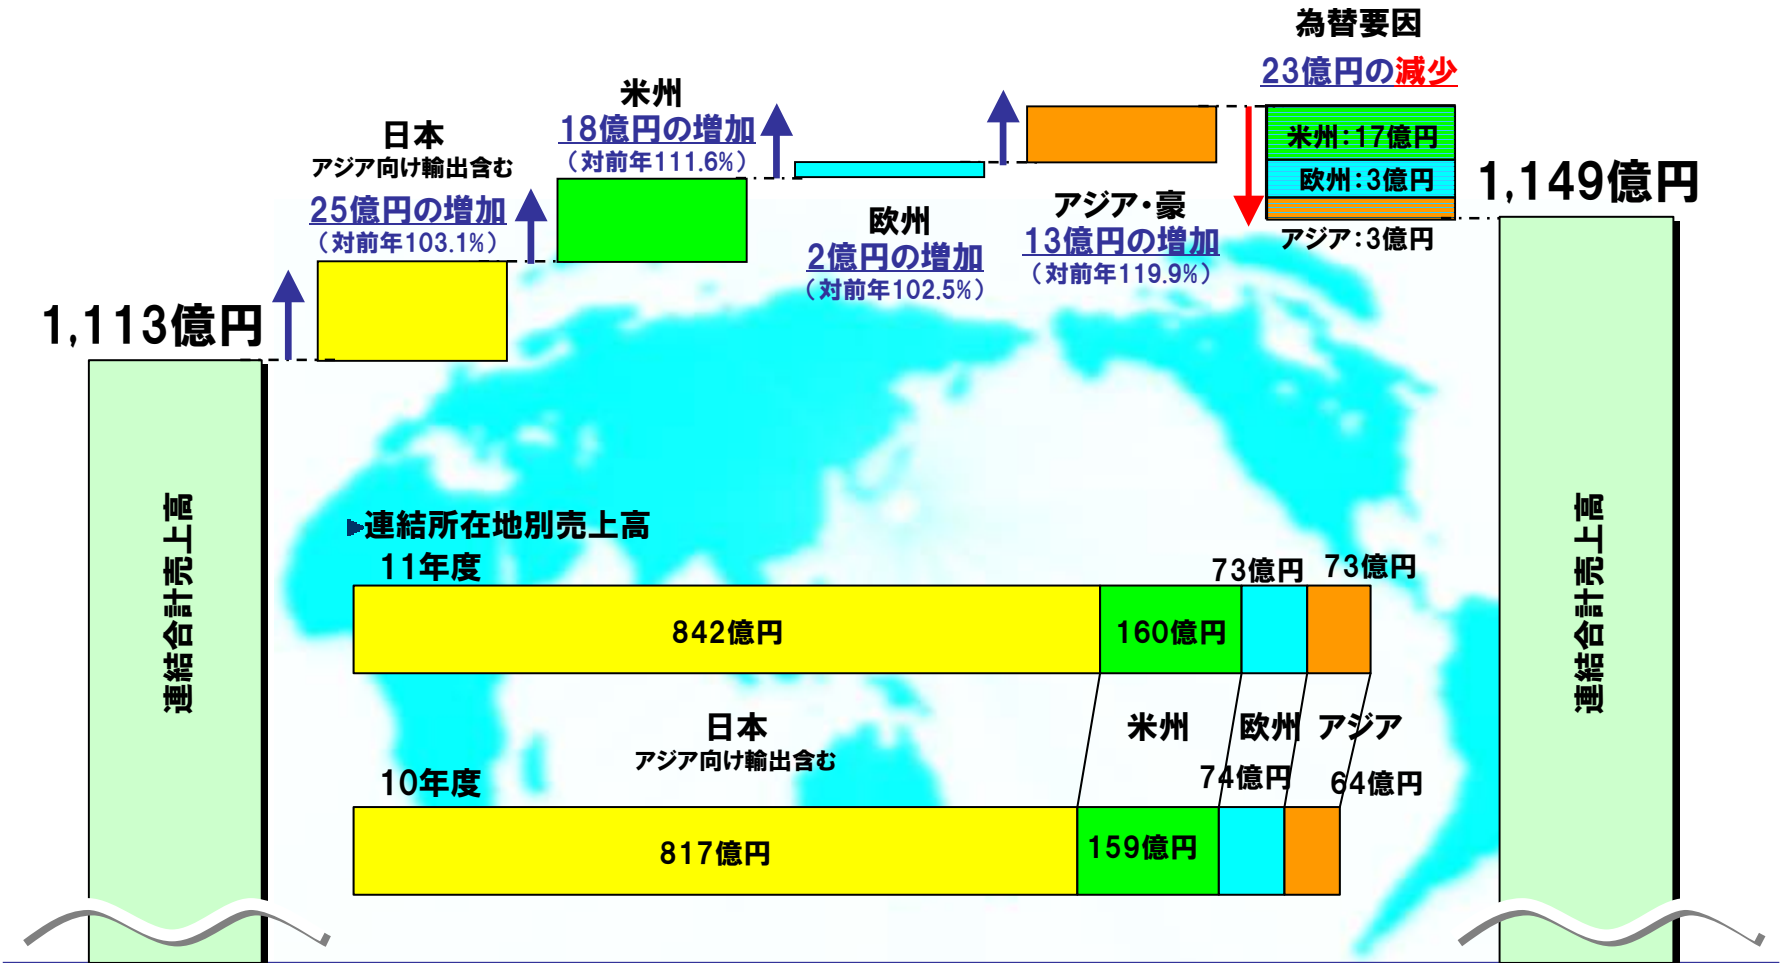 為替要因
23億円の減少
米州
18億円の増加
（対前年111.6%）
日本
アジア向け輸出含む
25億円の増加
（対前年103.1%）
米州：17億円
欧州：3億円
アジア：3億円
1,149億円
欧州
2億円の増加
（対前年102.5%）
アジア・豪
13億円の増加
（対前年119.9%）
1,113億円
連結合計売上高
連結合計売上高
連結所在地別売上高
11年度
73億円
73億円
842億円
160億円
日本
アジア向け輸出含む
米州
欧州
アジア
10年度
74億円
64億円
817億円
159億円